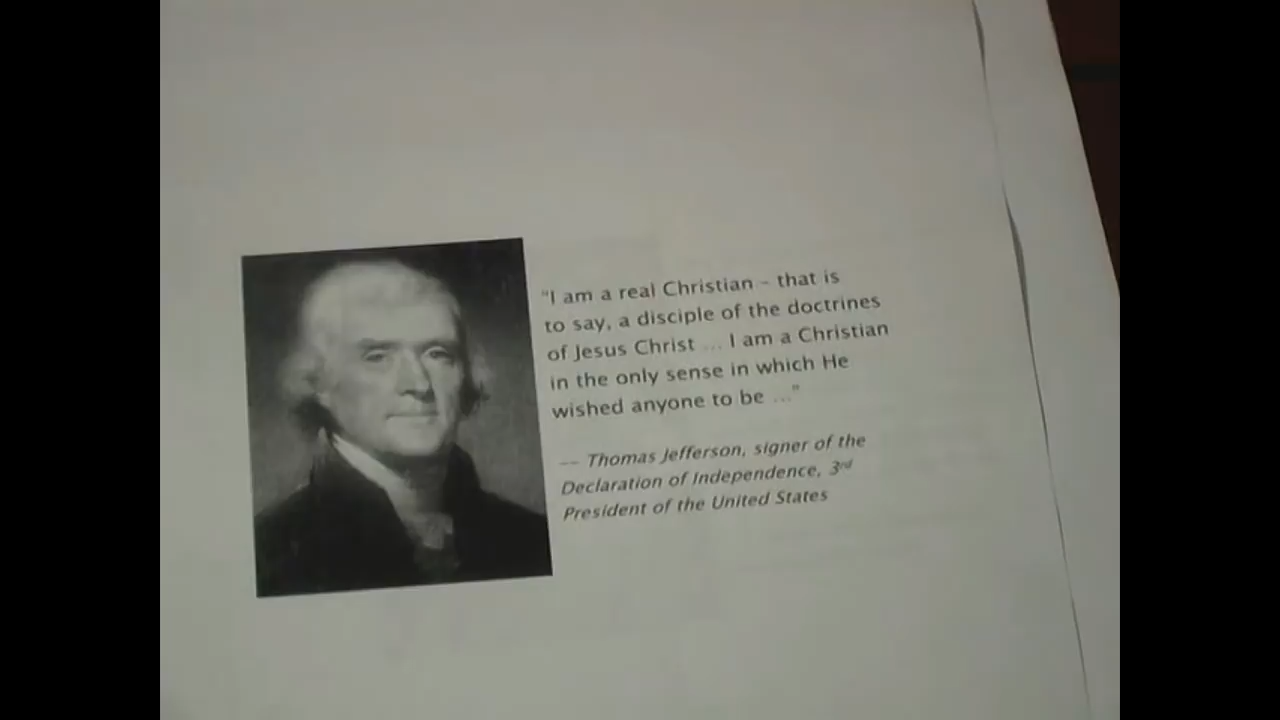 "I am a real Christian – that is
to say, a disciple of the doctrines
of Jesus Christ ... I am a Christian
in the only sense in which He
wished anyone to be ..."
-- Thomas Jefferson, signer of the
Declaration of Independence, 3rd
President of the United States